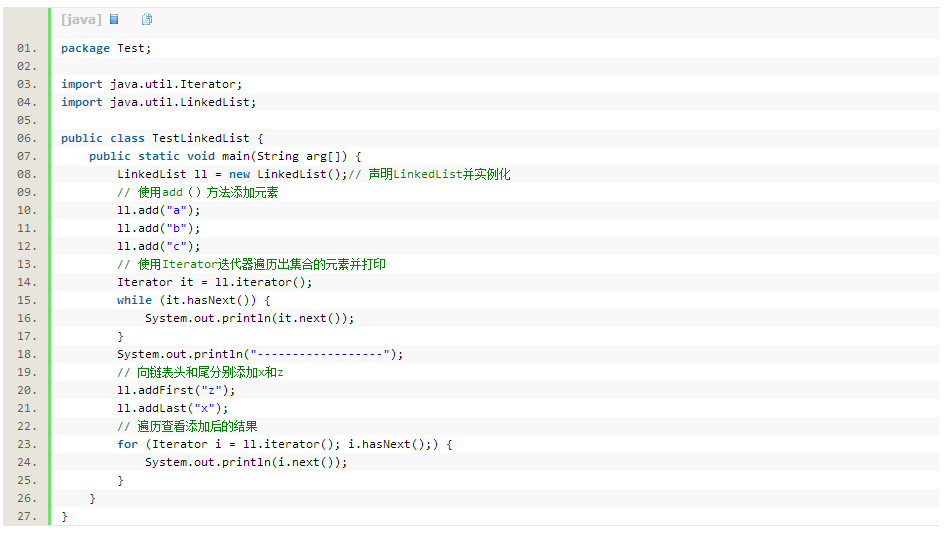 [java]
01. package Test;
02.
03. import java.util.Iterator;
04. import java.util.LinkedList;
05.
06. public class TestLinkedList {
07.     public static void main(String arg[]) {
08.         LinkedList ll = new LinkedList();// 声明LinkedList并实例化
09.         // 使用add（）方法添加元素
10.         ll.add("a");
11.         ll.add("b");
12.         ll.add("c");
13.         // 使用Iterator迭代器遍历出集合的元素并打印
14.         Iterator it = ll.iterator();
15.         while (it.hasNext()) {
16.             System.out.println(it.next());
17.         }
18.         System.out.println("------------------");
19.         // 向链表头和尾分别添加x和z
20.         ll.addFirst("z");
21.         ll.addLast("x");
22.         // 遍历查看添加后的结果
23.         for (Iterator i = ll.iterator(); i.hasNext();) {
24.             System.out.println(i.next());
25.         }
26.     }
27. }